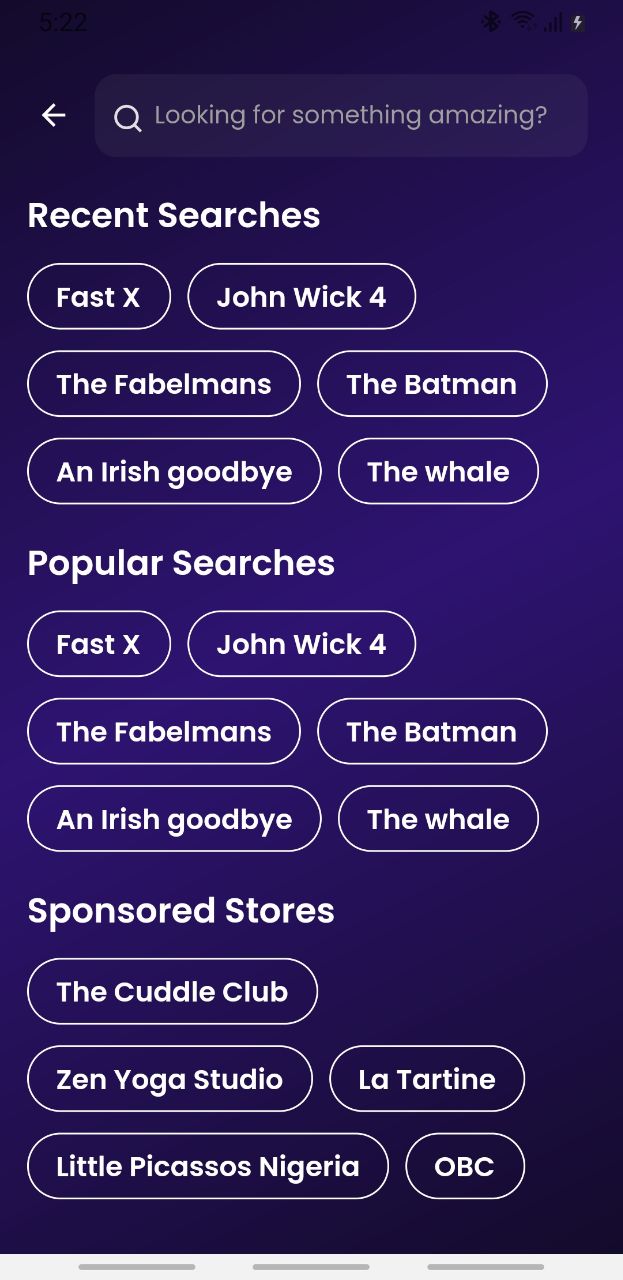 5:22
Looking for something amazing?
Recent Searches
Fast X John Wick 4
The Fabelmans The Batman
An Irish goodbye The whale
Popular Searches
Fast X John Wick 4
The Fabelmans The Batman
An Irish goodbye The whale
Sponsored Stores
The Cuddle Club
Zen Yoga Studio La Tartine
Little Picassos Nigeria OBC